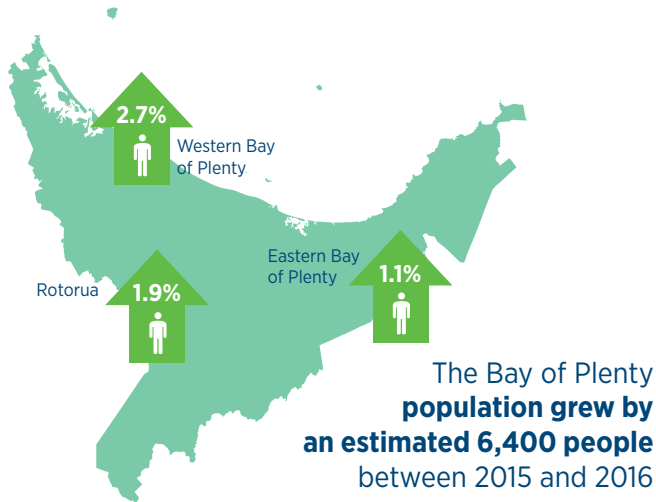 2.7%
Western Bay
of Plenty
Eastern Bay
of Plenty
1.1%
Rotorua
1.9%
The Bay of Plenty
population grew by
an estimated 6,400 people
between 2015 and 2016